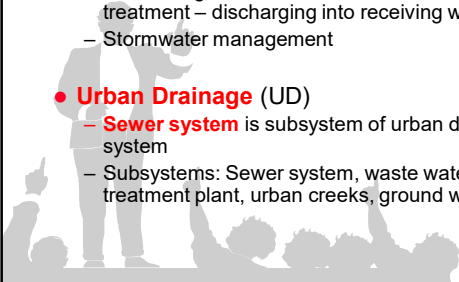 treatment – discharging into receiving w
– Stormwater management
● Urban Drainage (UD)
– Sewer system is subsystem of urban d
system
– Subsystems: Sewer system, waste wate
treatment plant, urban creeks, ground w